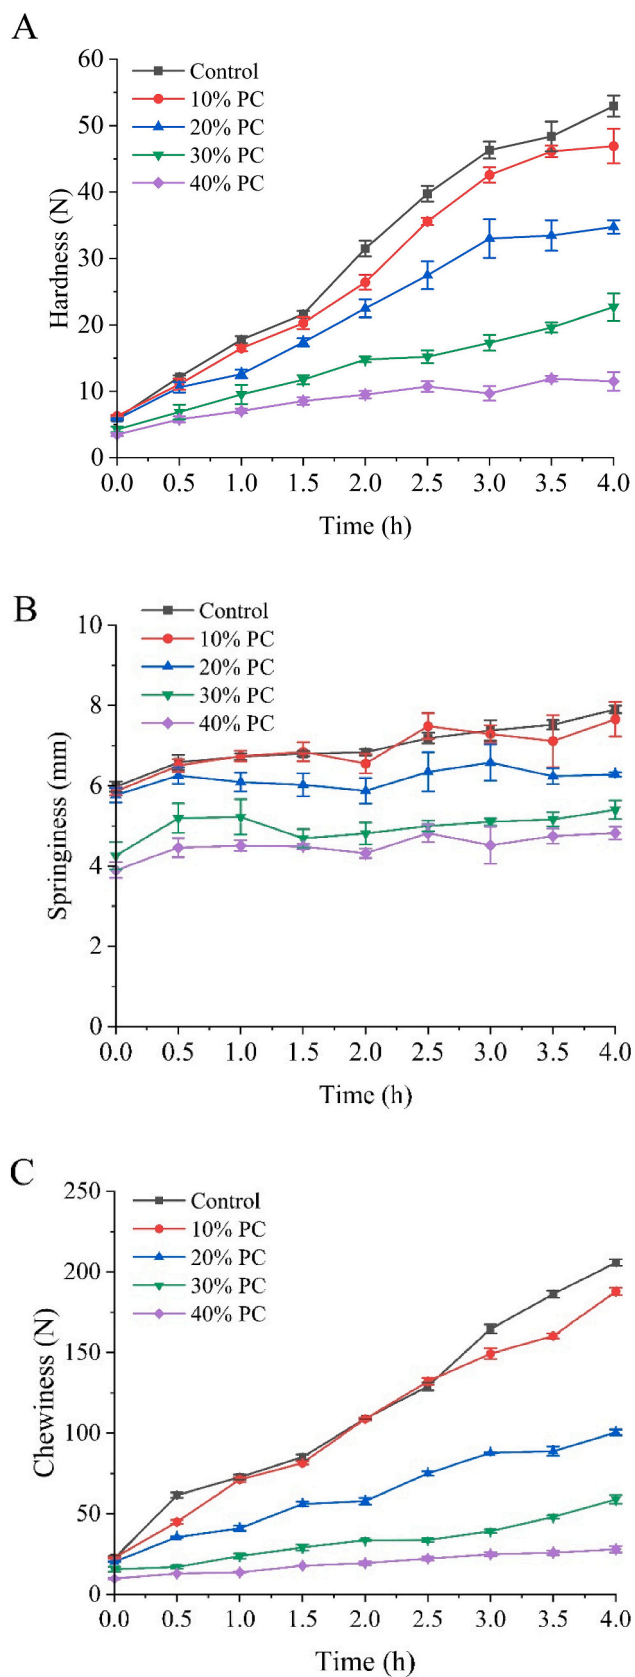 A
60
50
40
30
20
10
0
Hardness (N)
Control
10% PC
20% PC
30% PC
40% PC
0.0 0.5 1.0 1.5 2.0 2.5 3.0 3.5 4.0
Time (h)
B
10
8
6
4
2
0
Springiness (mm)
Control
10% PC
20% PC
30% PC
40% PC
0.0 0.5 1.0 1.5 2.0 2.5 3.0 3.5 4.0
Time (h)
C
250
200
150
100
50
0
Chewiness (N)
Control
10% PC
20% PC
30% PC
40% PC
0.0 0.5 1.0 1.5 2.0 2.5 3.0 3.5 4.0
Time (h)